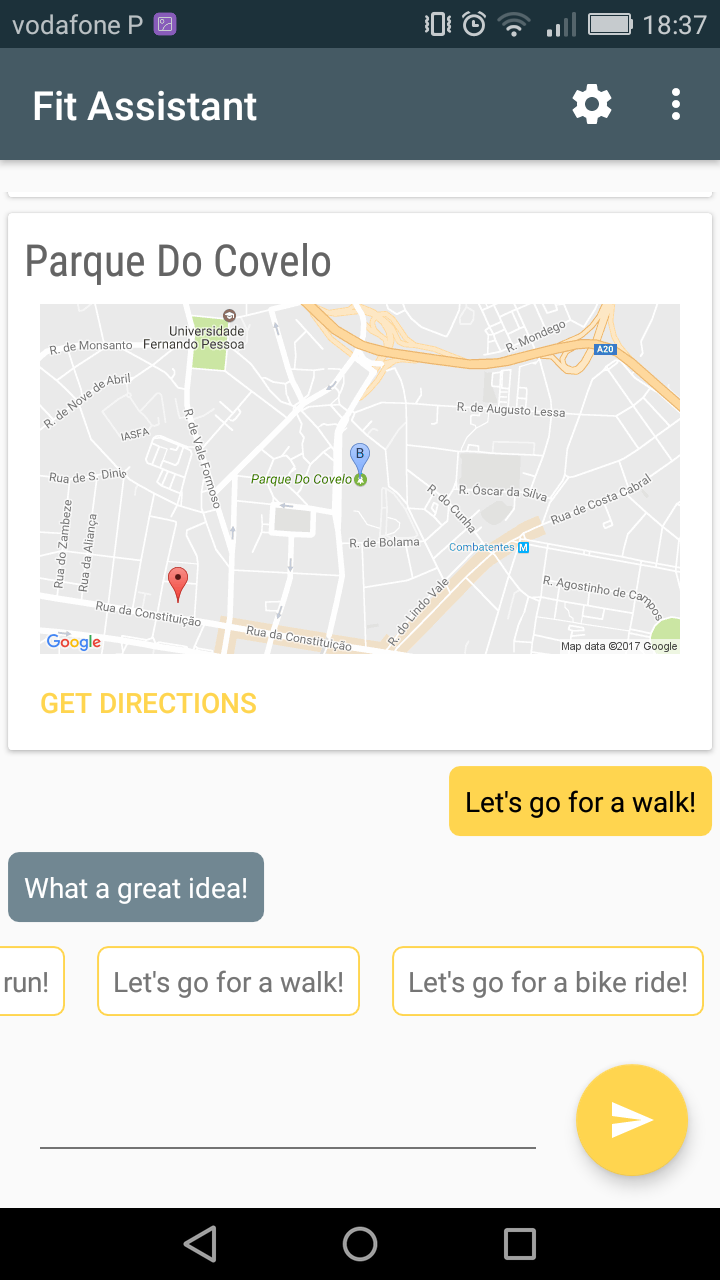 vodafone P
18:37
Fit Assistant
Parque Do Covelo
Universidade
Fernando Pessoa
R. de Monsanto
R. Mondego
A20
R. de Nove de Abril
R. de Augusto Lessa
IASFA
R. de Vale Formoso
B
Parque Do Covelo
Rua de S. Dinis
R. Óscar da Silva
Rua de Costa Cabral
R. do Cunha
Rua do Zambeze
Rua da Aliança
R. de Bolama
Combatentes M
R. Agostinho de Campos
R. do Lindo Vale
Rua da Constituição
Rua da Constituição
Google
Map data ©2017 Google
GET DIRECTIONS
Let's go for a walk!
What a great idea!
run!
Let's go for a walk!
Let's go for a bike ride!